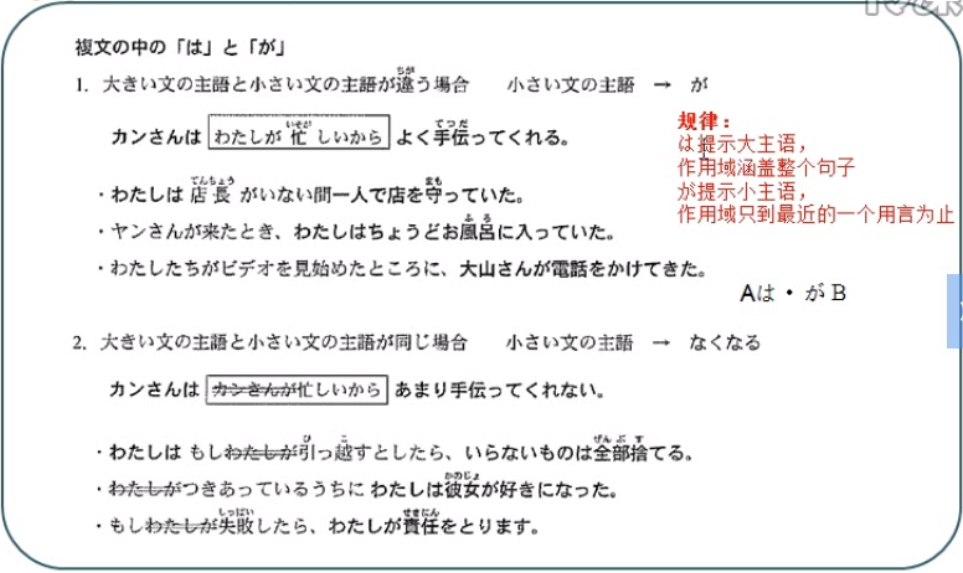 複文の中の「は」と「が」
1. 大きい文の主語と小さい文の主語が違う場合　小さい文の主語 → が
カンさんは わたしが忙しいから よく手伝ってくれる。
・わたしは 店長がいない間一人で店を守っていた。
・ヤンさんが来たとき、わたしはちょうどお風呂に入っていた。
・わたしたちがビデオを見始めたところに、大山さんが電話をかけてきた。
规律：
は提示大主语，
作用域涵盖整个句子
が提示小主语，
作用域只到最近的一个用言为止
Aは・がB
2. 大きい文の主語と小さい文の主語が同じ場合　小さい文の主語 → なくなる
カンさんは カンさんが忙しいから あまり手伝ってくれない。
・わたしは もしわたしが引っ越すとしたら、いらないものは全部捨てる。
・わたしがつきあっているうちに わたしは彼女が好きになった。
・もしわたしが失敗したら、わたしが責任をとります。